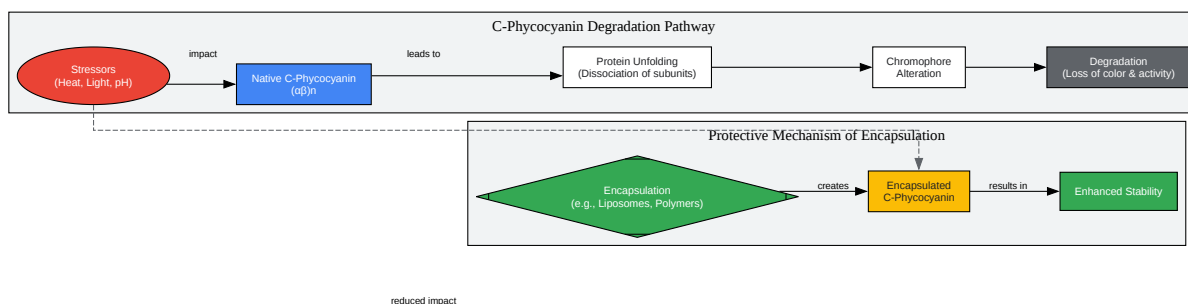 C-Phycocyanin Degradation Pathway
impact
leads to
Stressors
(Heat, Light, pH)
Native C-Phycocyanin
(αβ)n
Protein Unfolding
(Dissociation of subunits)
Chromophore
Alteration
Degradation
(Loss of color & activity)
Protective Mechanism of Encapsulation
Encapsulation
(e.g., Liposomes, Polymers)
creates
Encapsulated
C-Phycocyanin
results in
Enhanced Stability
reduced impact